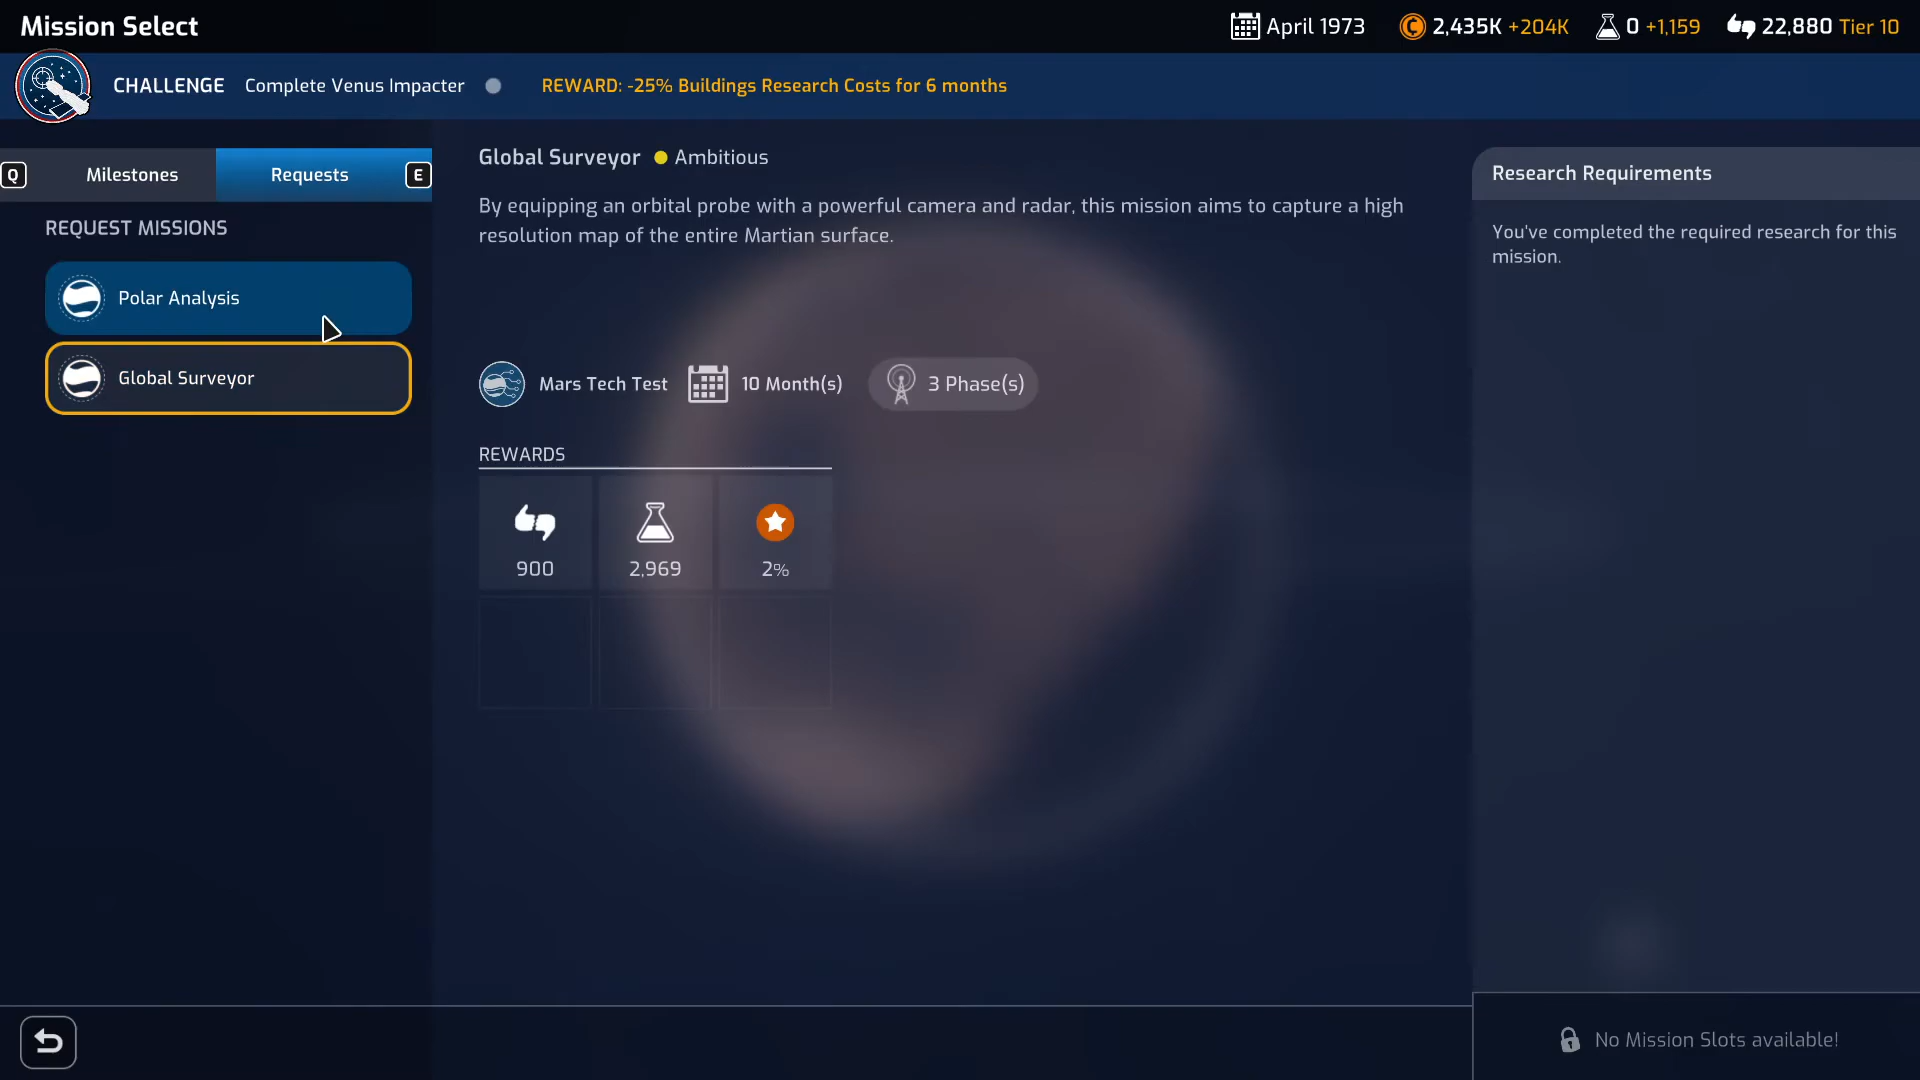 Mission Select
April 1973
2,435K +204K
0 +1,159
22,880 Tier 10
CHALLENGE Complete Venus Impacter
REWARD: -25% Buildings Research Costs for 6 months
Q Milestones Requests E
REQUEST MISSIONS
Polar Analysis
Global Surveyor
Global Surveyor Ambitious
By equipping an orbital probe with a powerful camera and radar, this mission aims to capture a high
resolution map of the entire Martian surface.
Mars Tech Test 10 Month(s) 3 Phase(s)
REWARDS
900 2,969 2%
Research Requirements
You've completed the required research for this
mission.
No Mission Slots available!